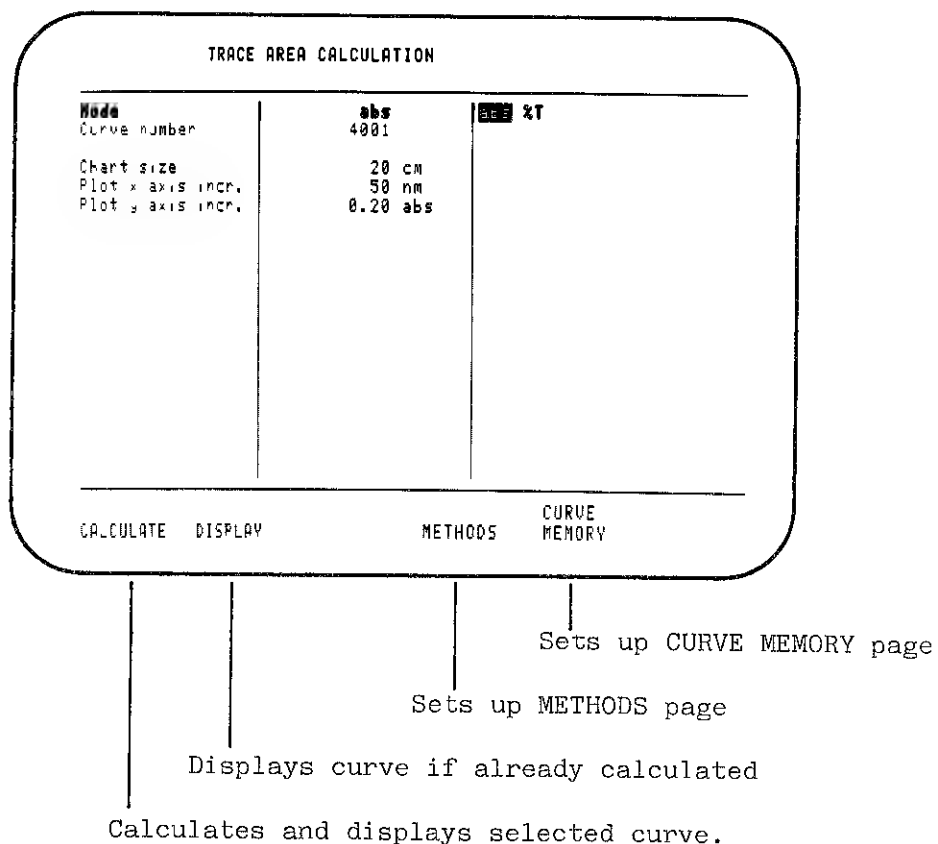 TRACE AREA CALCULATION
Mode abs abs %T
Curve number 4001
Chart size 20 cm
Plot x axis incr. 50 nm
Plot y axis incr. 0.20 abs
CALCULATE DISPLAY METHODS CURVE MEMORY
Sets up CURVE MEMORY page
Sets up METHODS page
Displays curve if already calculated
Calculates and displays selected curve.